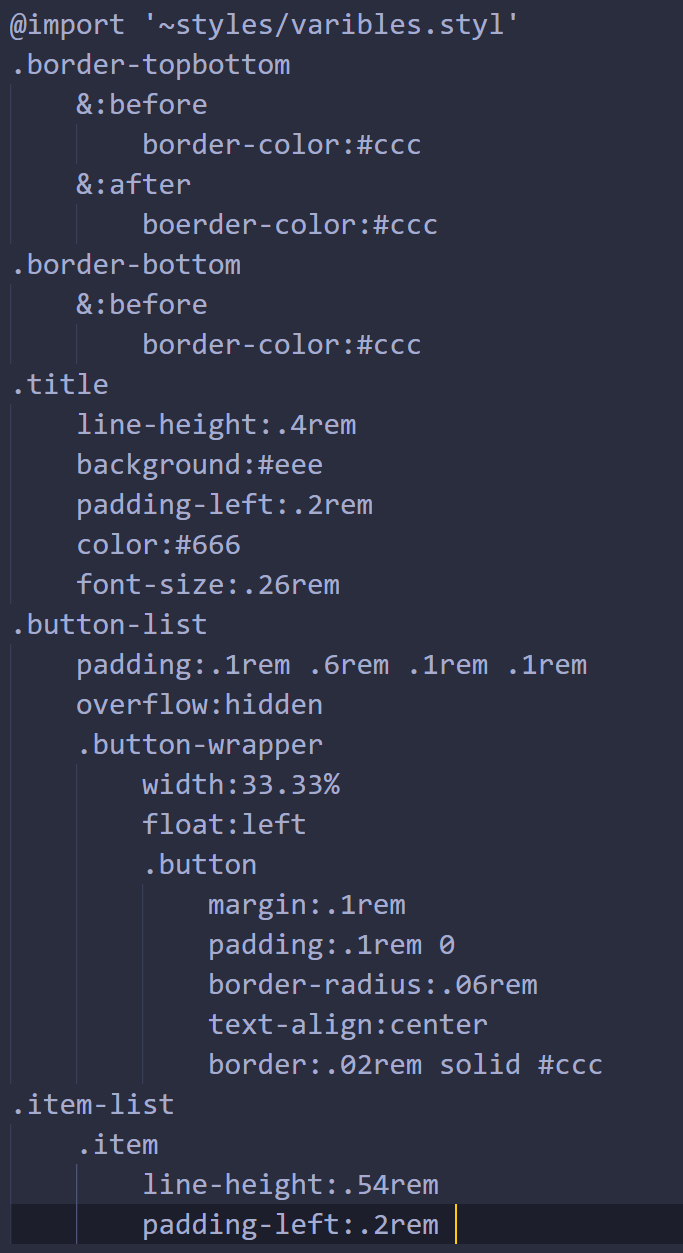 @import '~styles/varibles.styl'
.border-topbottom
    &:before
        border-color:#ccc
    &:after
        boerder-color:#ccc
.border-bottom
    &:before
        border-color:#ccc
.title
    line-height:.4rem
    background:#eee
    padding-left:.2rem
    color:#666
    font-size:.26rem
.button-list
    padding:.1rem .6rem .1rem .1rem
    overflow:hidden
    .button-wrapper
        width:33.33%
        float:left
        .button
            margin:.1rem
            padding:.1rem 0
            border-radius:.06rem
            text-align:center
            border:.02rem solid #ccc
.item-list
    .item
        line-height:.54rem
        padding-left:.2rem